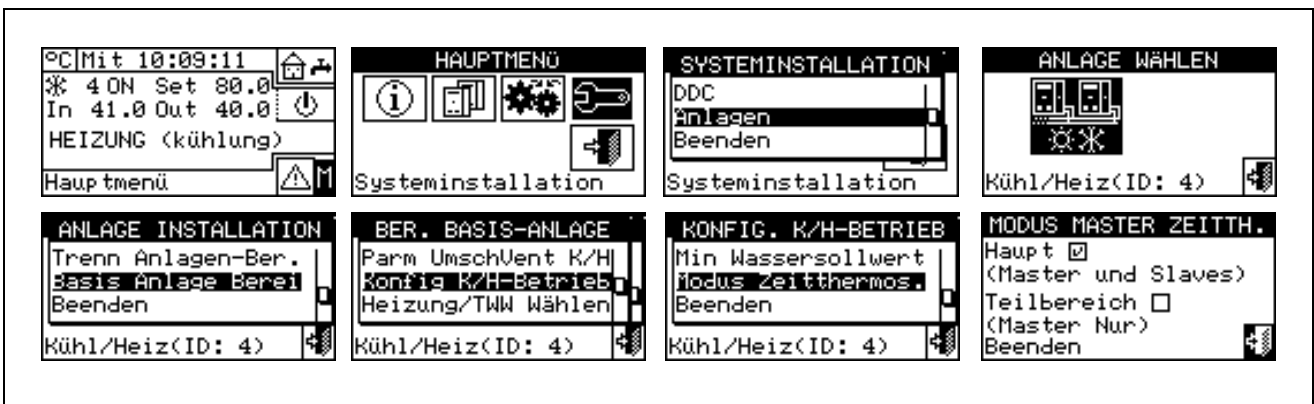 ºC Mit 10:09:11
4 ON Set 80.0
In 41.0 Out 40.0
HEIZUNG (kühlung)
Hauptmenü M
HAUPTMENÜ
Systeminstallation
SYSTEMINSTALLATION
DDC
Anlagen
Beenden
Systeminstallation
ANLAGE WÄHLEN
Kühl/Heiz(ID: 4)
ANLAGE INSTALLATION
Trenn Anlagen-Ber.
Basis Anlage Berei
Beenden
Kühl/Heiz(ID: 4)
BER. BASIS-ANLAGE
Parm UmschVent K/H
Konfig K/H-Betrieb
Heizung/TWW Wählen
Kühl/Heiz(ID: 4)
KONFIG. K/H-BETRIEB
Min Wassersollwert
Modus Zeitthermos.
Beenden
Kühl/Heiz(ID: 4)
MODUS MASTER ZEITTH.
Haupt
(Master und Slaves)
Teilbereich
(Master Nur)
Beenden